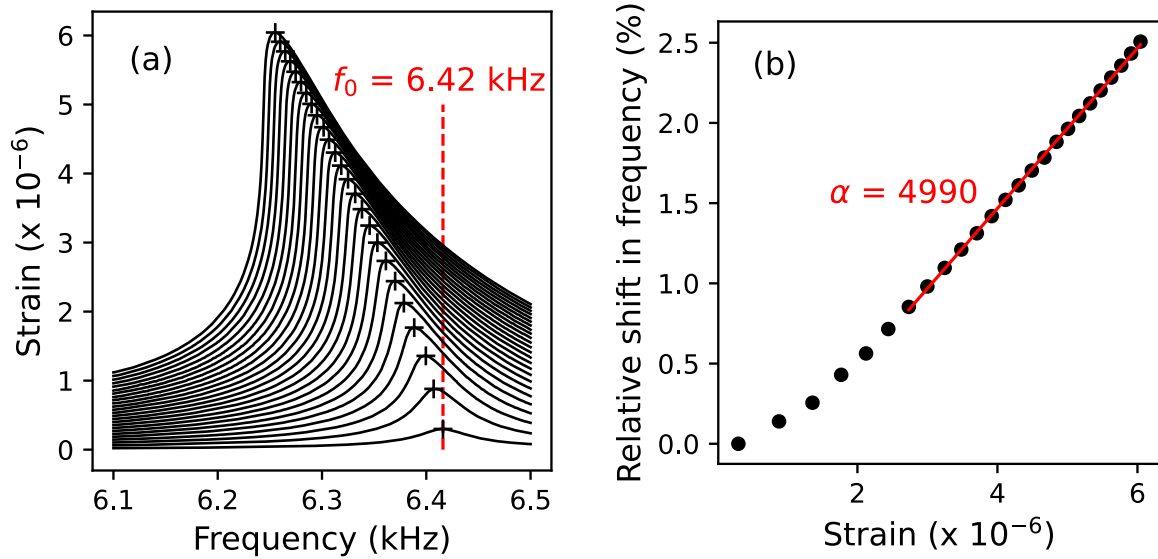 (a)
f₀ = 6.42 kHz
Strain (x 10⁻⁶)
6
5
4
3
2
1
0
6.1 6.2 6.3 6.4 6.5
Frequency (kHz)
(b)
α = 4990
Relative shift in frequency (%)
2.5
2.0
1.5
1.0
0.5
0.0
2 4 6
Strain (x 10⁻⁶)